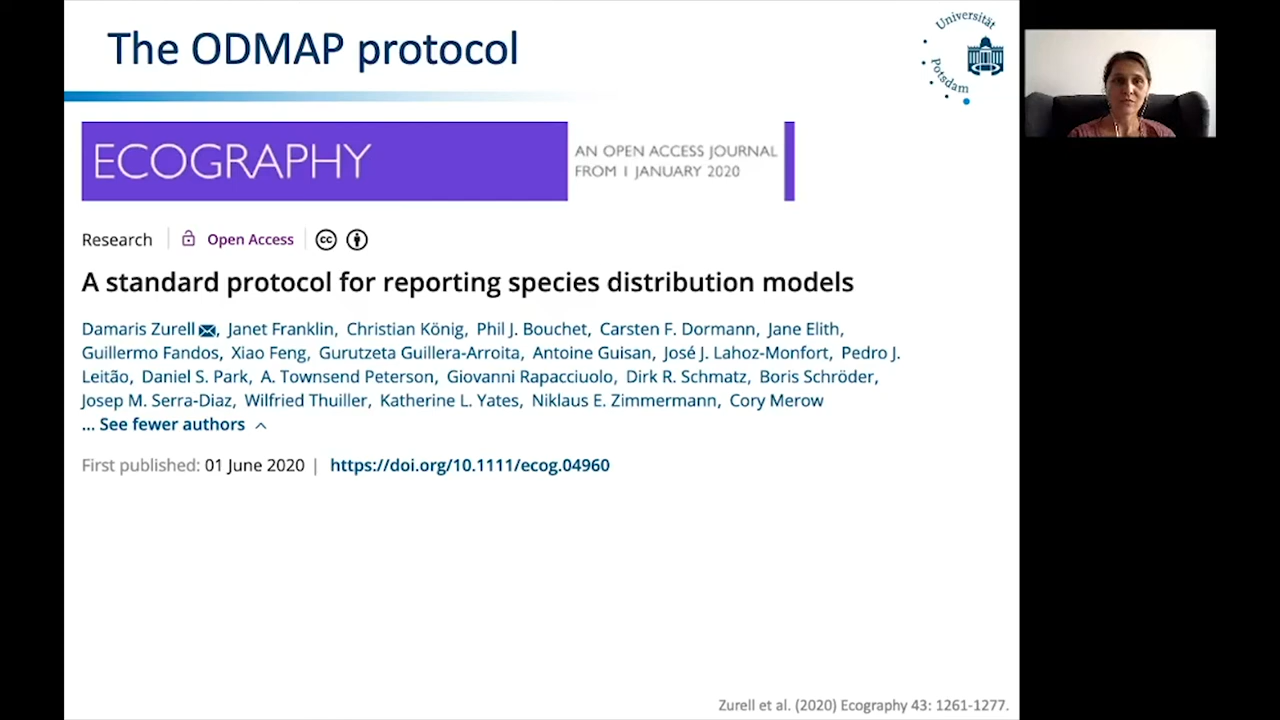 The ODMAP protocol
Universität
Potsdam
ECOGRAPHY
AN OPEN ACCESS JOURNAL
FROM 1 JANUARY 2020
Research
Open Access
cc
A standard protocol for reporting species distribution models
Damaris Zurell, Janet Franklin, Christian König, Phil J. Bouchet, Carsten F. Dormann, Jane Elith,
Guillermo Fandos, Xiao Feng, Gurutzeta Guillera-Arroita, Antoine Guisan, José J. Lahoz-Monfort, Pedro J.
Leitão, Daniel S. Park, A. Townsend Peterson, Giovanni Rapacciuolo, Dirk R. Schmatz, Boris Schröder,
Josep M. Serra-Diaz, Wilfried Thuiller, Katherine L. Yates, Niklaus E. Zimmermann, Cory Merow
... See fewer authors
First published: 01 June 2020 | https://doi.org/10.1111/ecog.04960
Zurell et al. (2020) Ecography 43: 1261-1277.